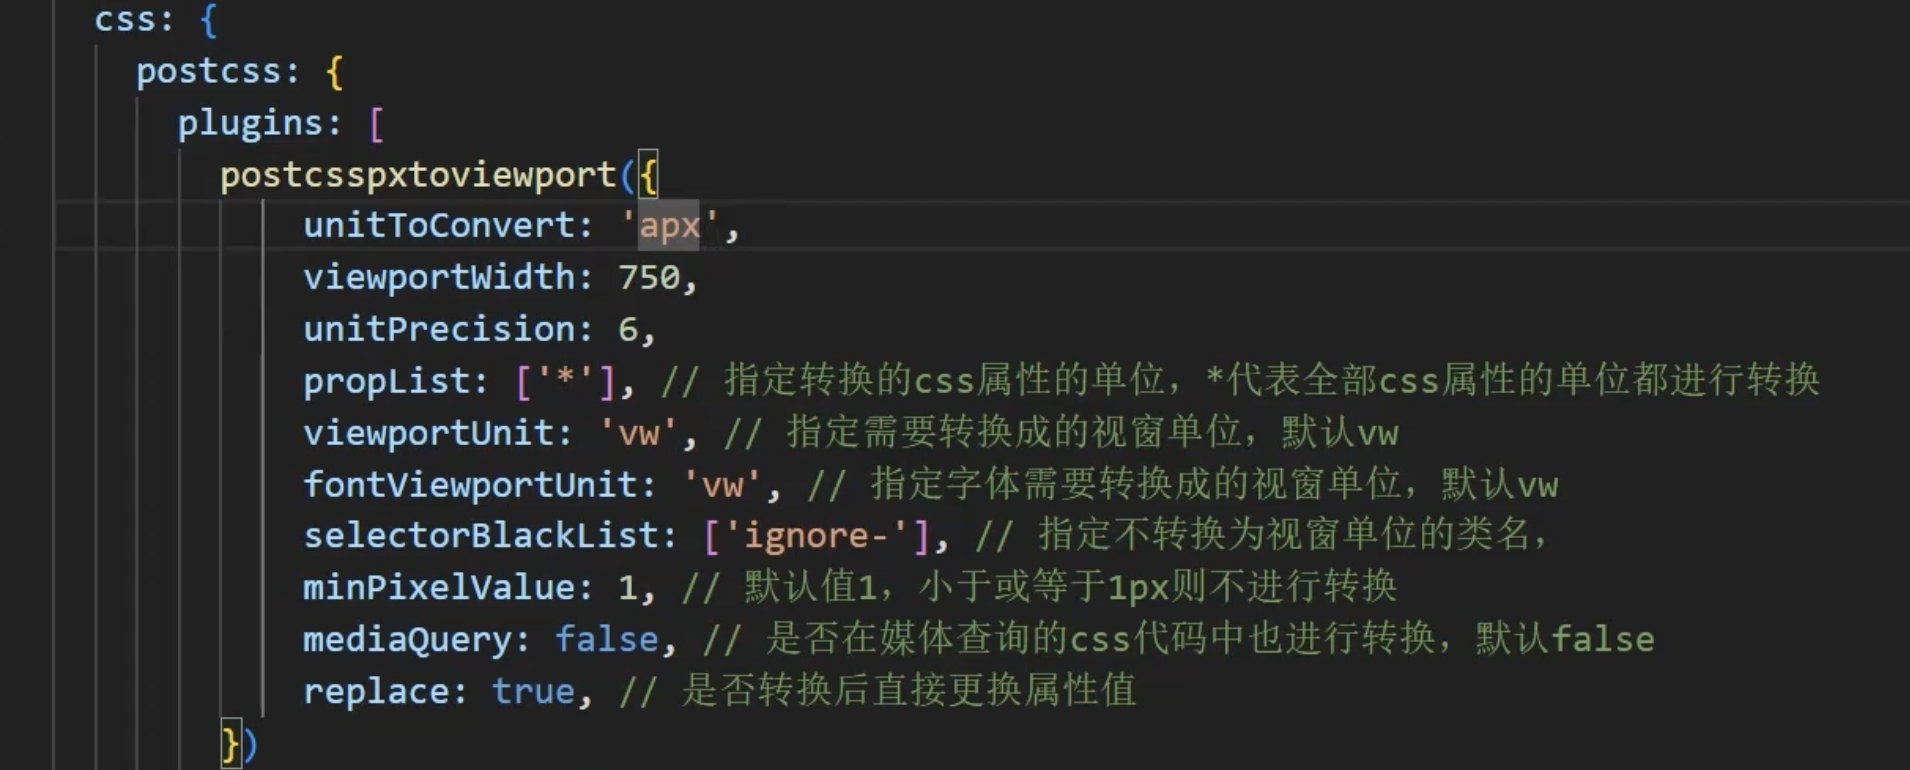 css: {
postcss: {
plugins: [
postcsspxtoviewport({
unitToConvert: 'apx',
viewportWidth: 750,
unitPrecision: 6,
propList: ['*'], // 指定转换的css属性的单位，*代表全部css属性的单位都进行转换
viewportUnit: 'vw', // 指定需要转换成的视窗单位，默认vw
fontViewportUnit: 'vw', // 指定字体需要转换成的视窗单位，默认vw
selectorBlackList: ['ignore-'], // 指定不转换为视窗单位的类名，
minPixelValue: 1, // 默认值1，小于或等于1px则不进行转换
mediaQuery: false, // 是否在媒体查询的css代码中也进行转换，默认false
replace: true, // 是否转换后直接更换属性值
})